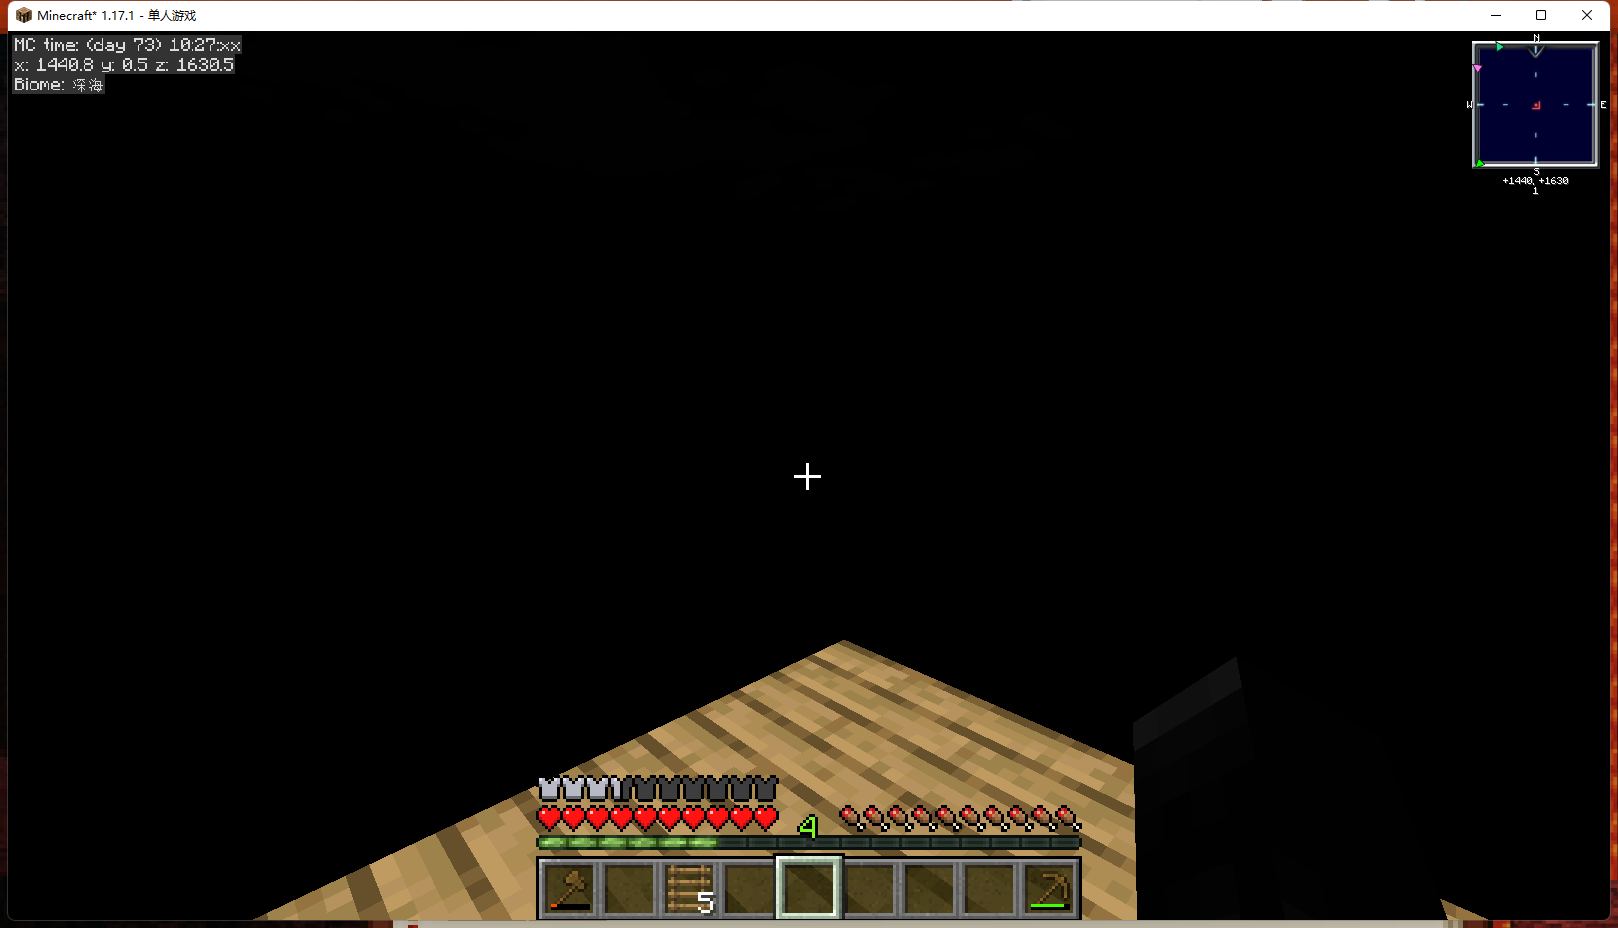 Minecraft* 1.17.1 - 单人游戏
MC time: (day 73) 10:27:xx
x: 1440.8 y: 0.5 z: 1630.5
Biome: 深海
N
W
E
S
+1440, +1630
1
4
5